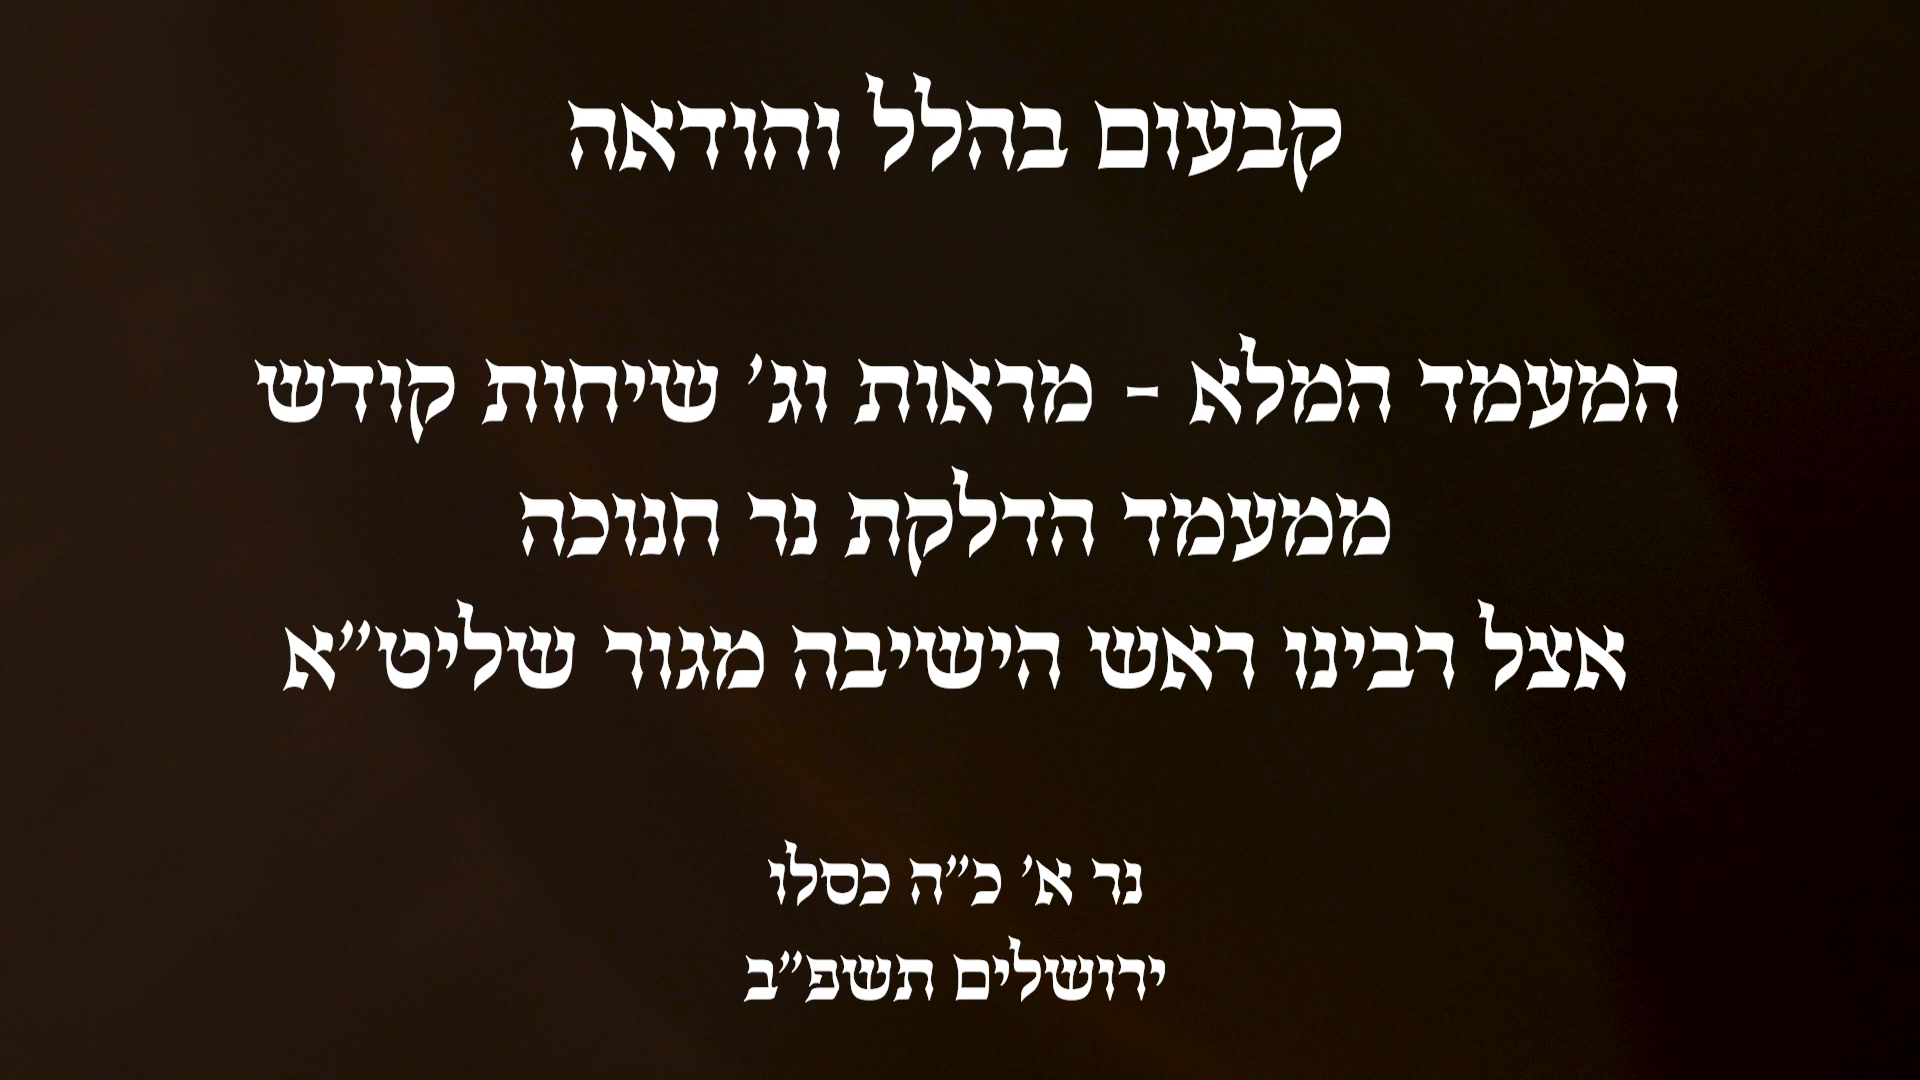 קבעום בהלל והודאה
המעמד המלא - מראות וג' שיחות קודש
ממעמד הדלקת נר חנוכה
אצל רבינו ראש הישיבה מגור שליט"א
נר א' כ"ה כסלו
ירושלים תשפ"ב